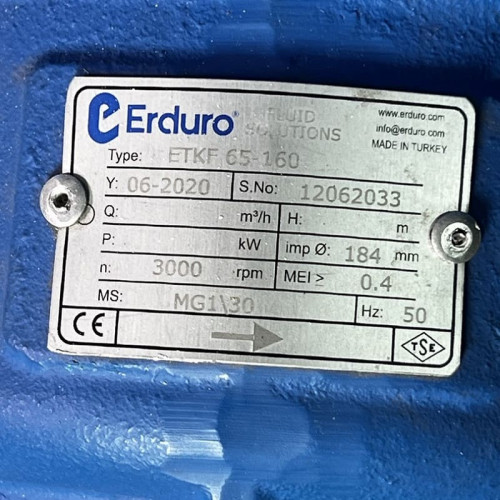 Erduro FLUID SOLUTIONS
www.erduro.com
info@erduro.com
MADE IN TURKEY
Type: ETKF 65-160
Y: 06-2020 S.No: 12062033
Q: m³/h H: m
P: kW imp Ø: 184 mm
n: 3000 rpm MEI ≥ 0.4
MS: MG1\30 Hz: 50
CE TSE